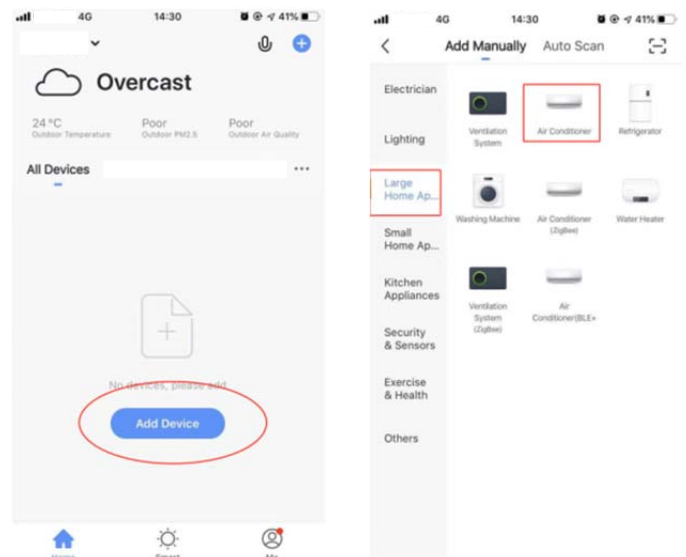 4G 14:30 41%
Overcast
24 °C Poor Poor
Outdoor Temperature Outdoor PM2.5 Outdoor Air Quality
All Devices
No devices, please add
Add Device
Home Smart Me
4G 14:30 41%
Add Manually Auto Scan
Electrician
Lighting
Large
Home Ap...
Small
Home Ap...
Kitchen
Appliances
Security
& Sensors
Exercise
& Health
Others
Ventilation
System
Air Conditioner
Refrigerator
Washing Machine
Air Conditioner
(ZigBee)
Water Heater
Ventilation
System
(ZigBee)
Air
Conditioner(BLE+